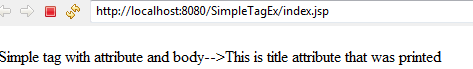 http://localhost:8080/SimpleTagEx/index.jsp
Simple tag with attribute and body-->This is title attribute that was printed